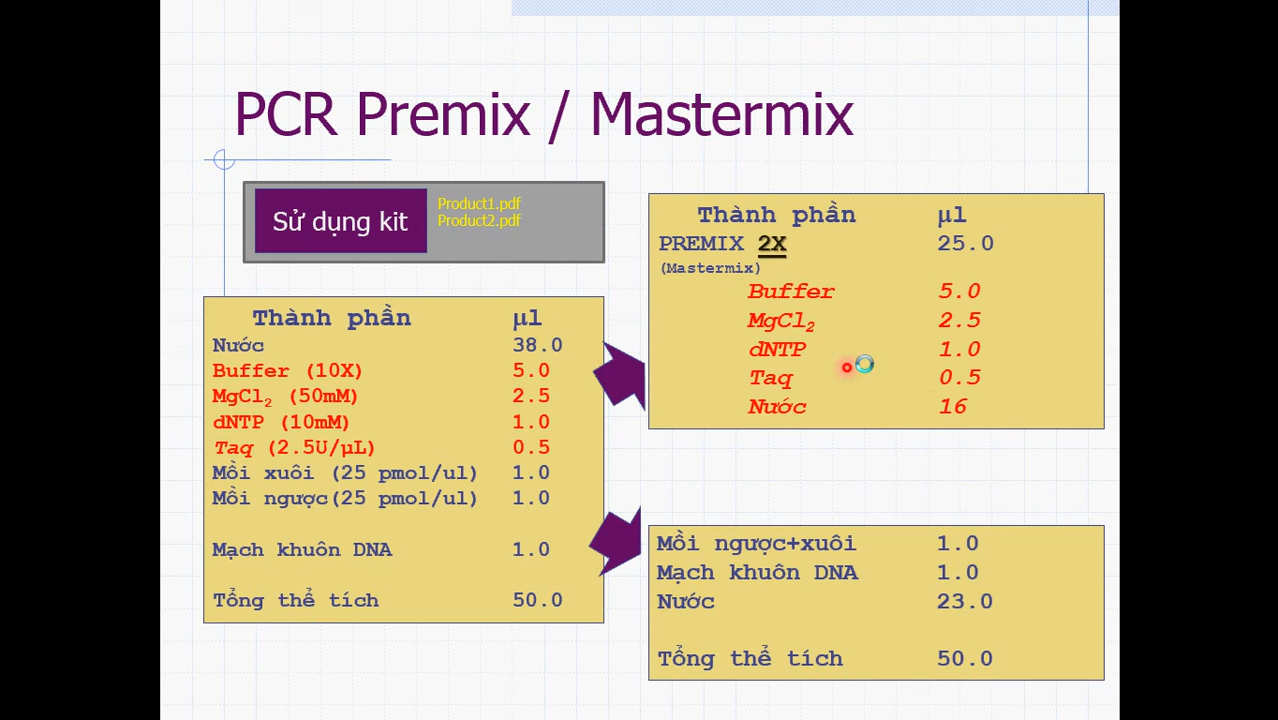 PCR Premix / Mastermix
Sử dụng kit
Product1.pdf
Product2.pdf
Thành phần μl
Nước 38.0
Buffer (10X) 5.0
MgCl2 (50mM) 2.5
dNTP (10mM) 1.0
Taq (2.5U/μL) 0.5
Mồi xuôi (25 pmol/ul) 1.0
Mồi ngược(25 pmol/ul) 1.0
Mạch khuôn DNA 1.0
Tổng thể tích 50.0
Thành phần μl
PREMIX 2X 25.0
(Mastermix)
Buffer 5.0
MgCl2 2.5
dNTP 1.0
Taq 0.5
Nước 16
Mồi ngược+xuôi 1.0
Mạch khuôn DNA 1.0
Nước 23.0
Tổng thể tích 50.0